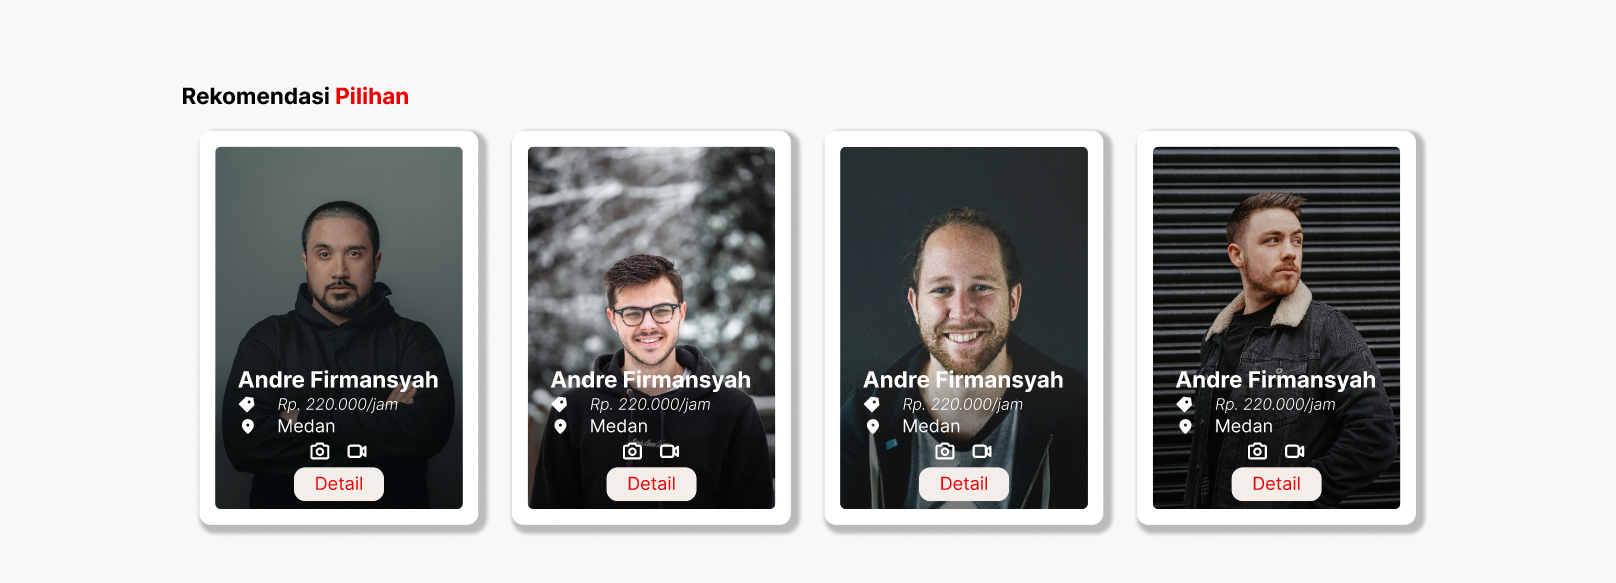 Rekomendasi Pilihan
Andre Firmansyah
Rp. 220.000/jam
Medan
Detail
Andre Firmansyah
Rp. 220.000/jam
Medan
Detail
Andre Firmansyah
Rp. 220.000/jam
Medan
Detail
Andre Firmansyah
Rp. 220.000/jam
Medan
Detail